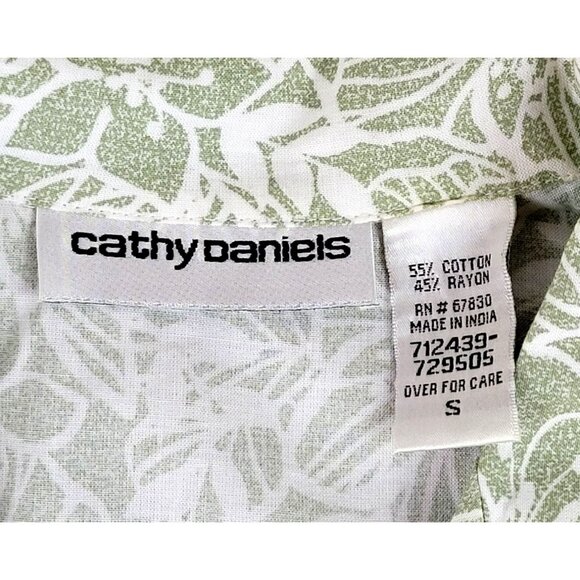 cathy Daniels
55% COTTON
45% RAYON
RN # 67830
MADE IN INDIA
712439-
729505
OVER FOR CARE
S